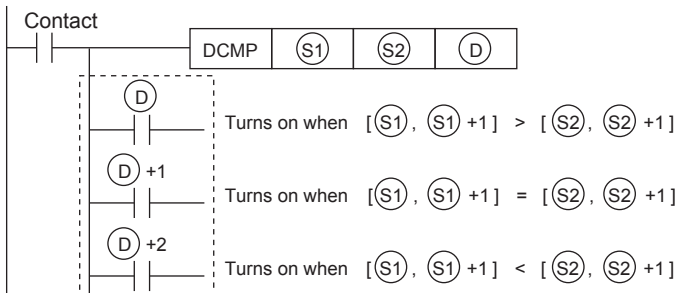 Contact
DCMP S1 S2 D
D
Turns on when [S1, S1 +1] > [S2, S2 +1]
D +1
Turns on when [S1, S1 +1] = [S2, S2 +1]
D +2
Turns on when [S1, S1 +1] < [S2, S2 +1]